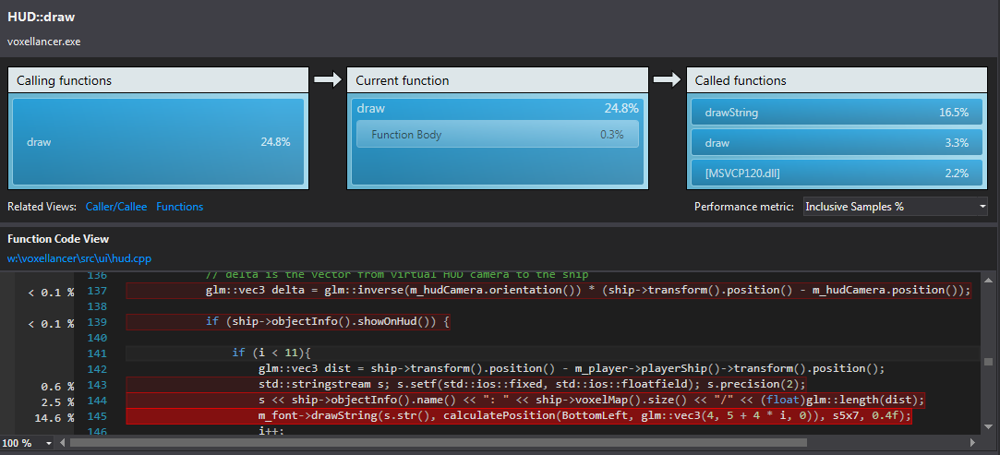 HUD::draw
voxellancer.exe
Calling functions
Current function
Called functions
draw 24.8%
draw 24.8%
Function Body 0.3%
drawString 16.5%
draw 3.3%
[MSVCP120.dll] 2.2%
Related Views: Caller/Callee Functions
Performance metric: Inclusive Samples %
Function Code View
w:\voxellancer\src\ui\hud.cpp
136 // delta is the vector from virtual HUD camera to the ship
< 0.1 % 137 glm::vec3 delta = glm::inverse(m_hudCamera.orientation()) * (ship->transform().position() - m_hudCamera.position());
138
< 0.1 % 139 if (ship->objectInfo().showOnHud()) {
140
141 if (i < 11){
142 glm::vec3 dist = ship->transform().position() - m_player->playerShip()->transform().position();
0.6 % 143 std::stringstream s; s.setf(std::ios::fixed, std::ios::floatfield); s.precision(2);
2.5 % 144 s << ship->objectInfo().name() << ": " << ship->voxelMap().size() << "/" << (float)glm::length(dist);
14.6 % 145 m_font->drawString(s.str(), calculatePosition(BottomLeft, glm::vec3(4, 5 + 4 * i, 0)), s5x7, 0.4f);
146 i++;
100 %